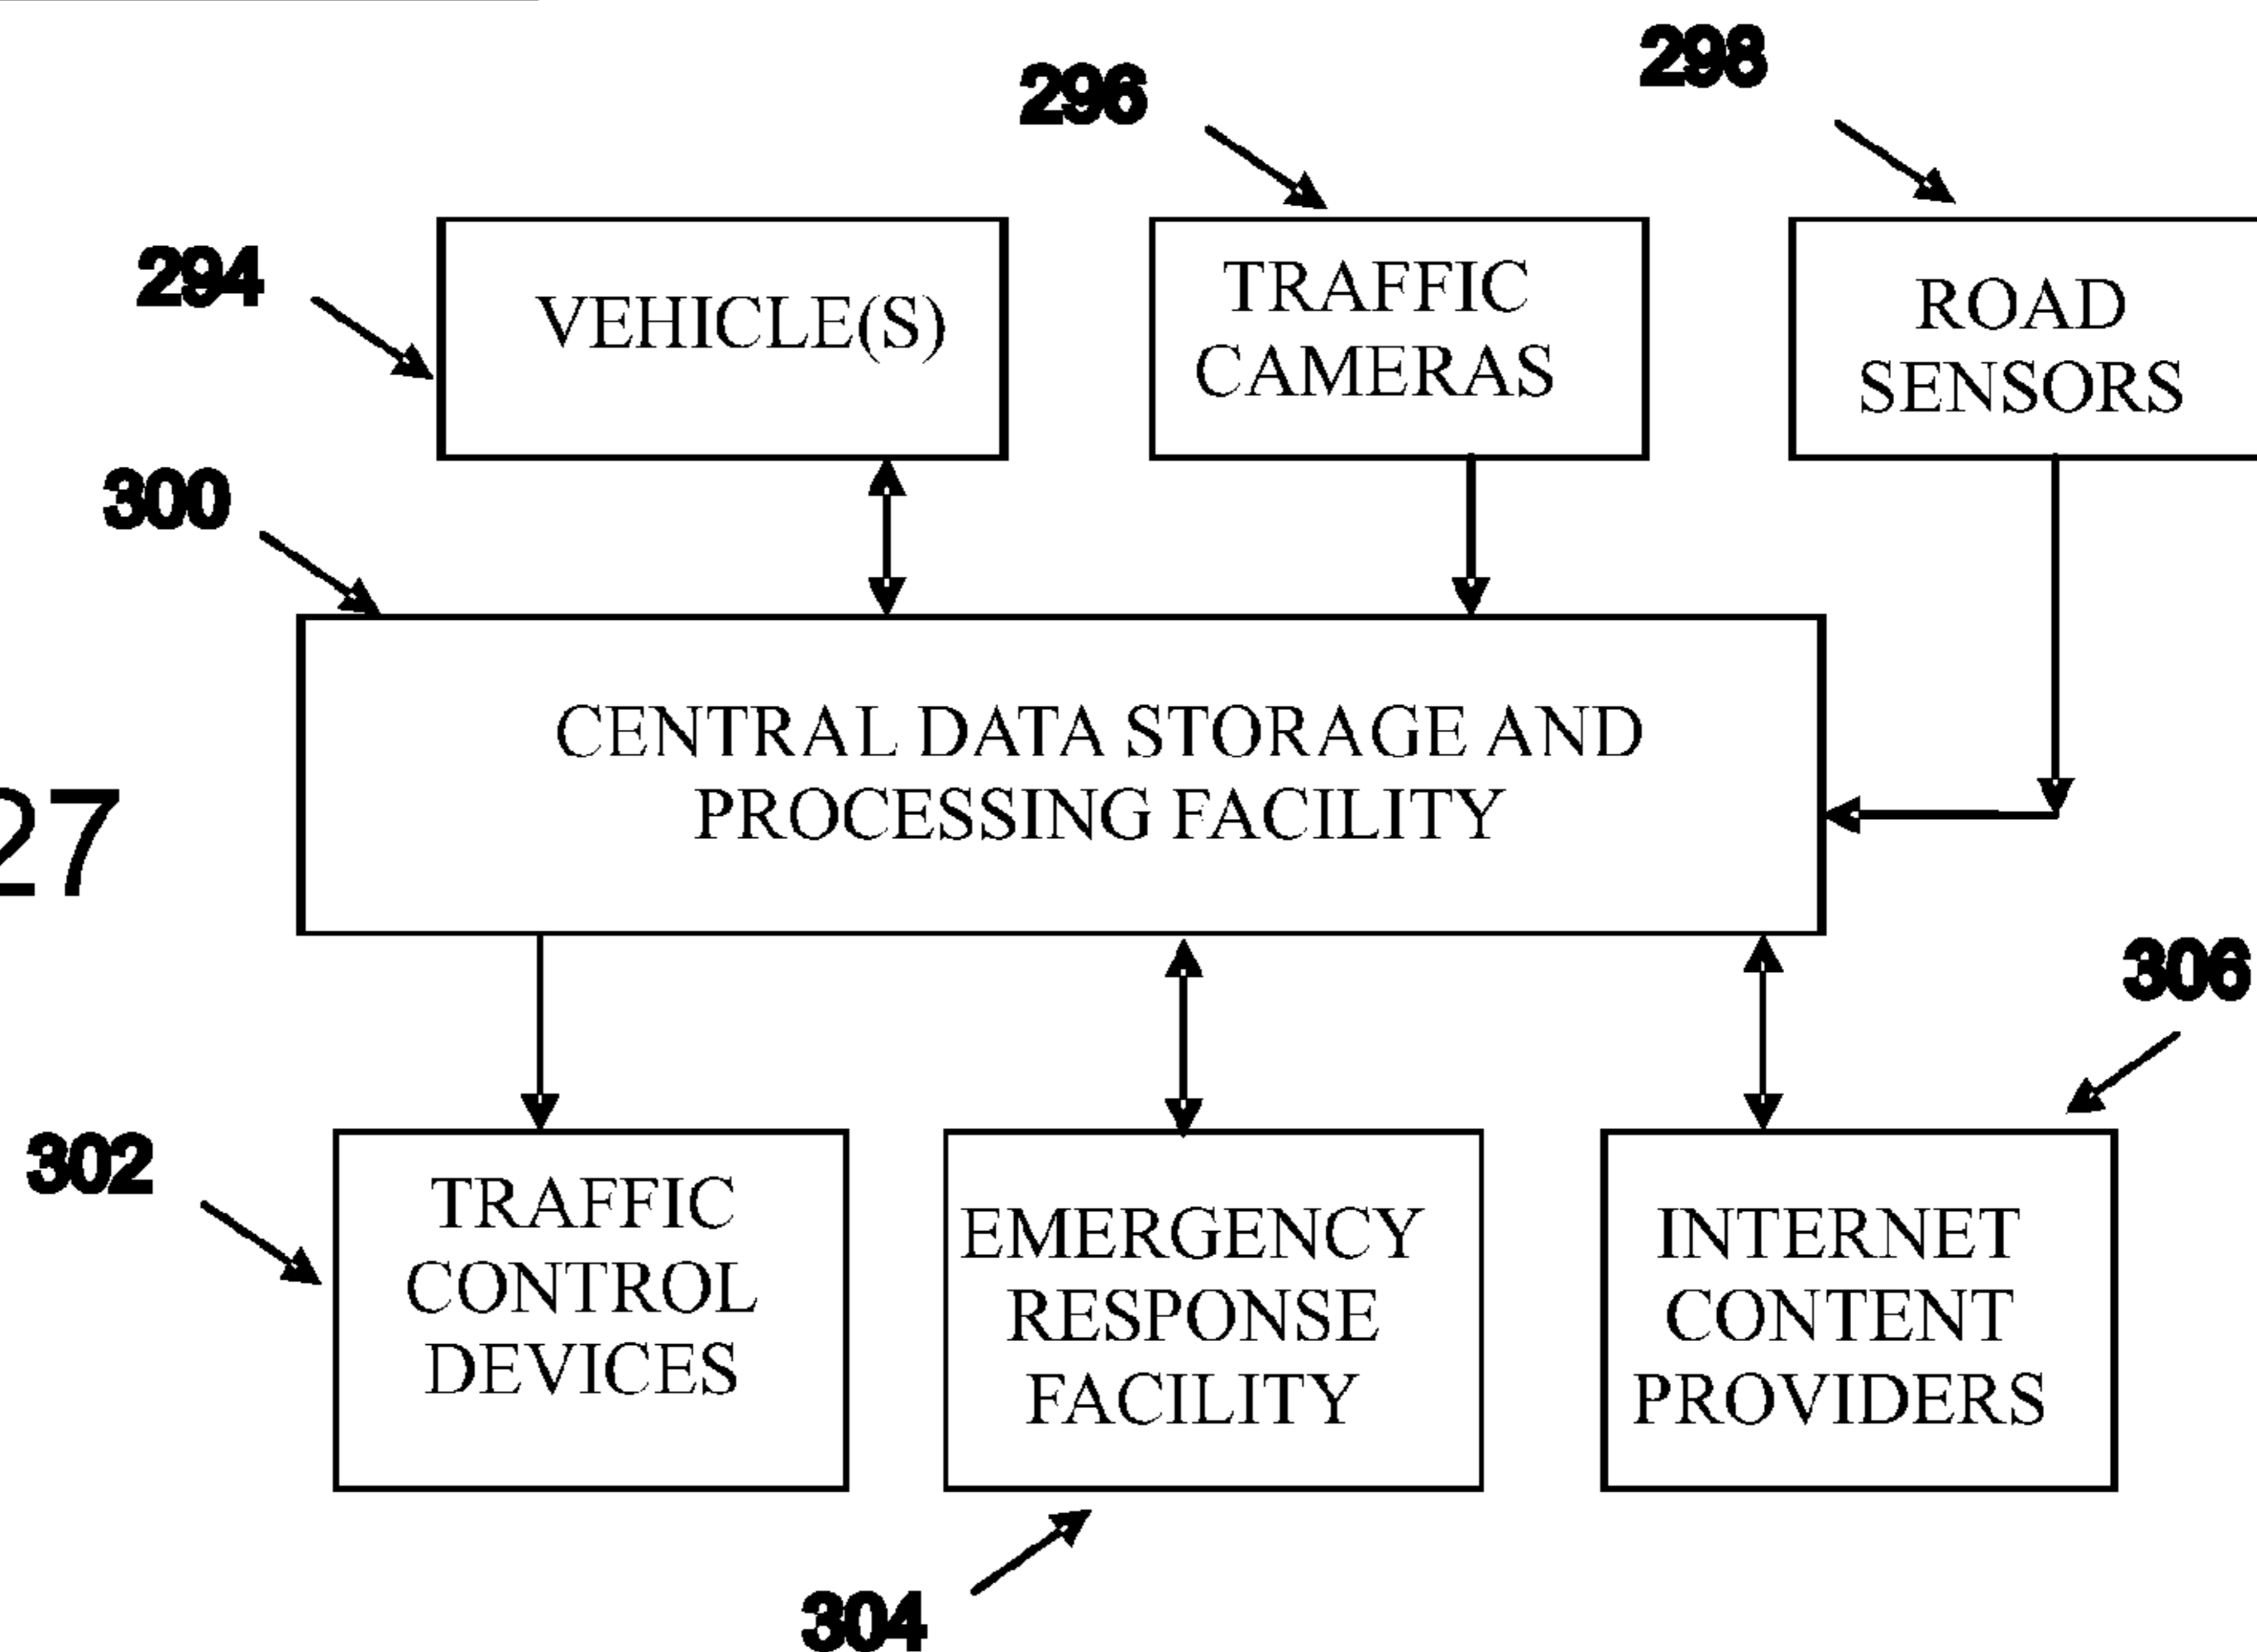 298
296
294
VEHICLE(S)
TRAFFIC
CAMERAS
ROAD
SENSORS
300
CENTRAL DATA STORAGE AND
PROCESSING FACILITY
27
306
302
TRAFFIC
CONTROL
DEVICES
EMERGENCY
RESPONSE
FACILITY
INTERNET
CONTENT
PROVIDERS
304